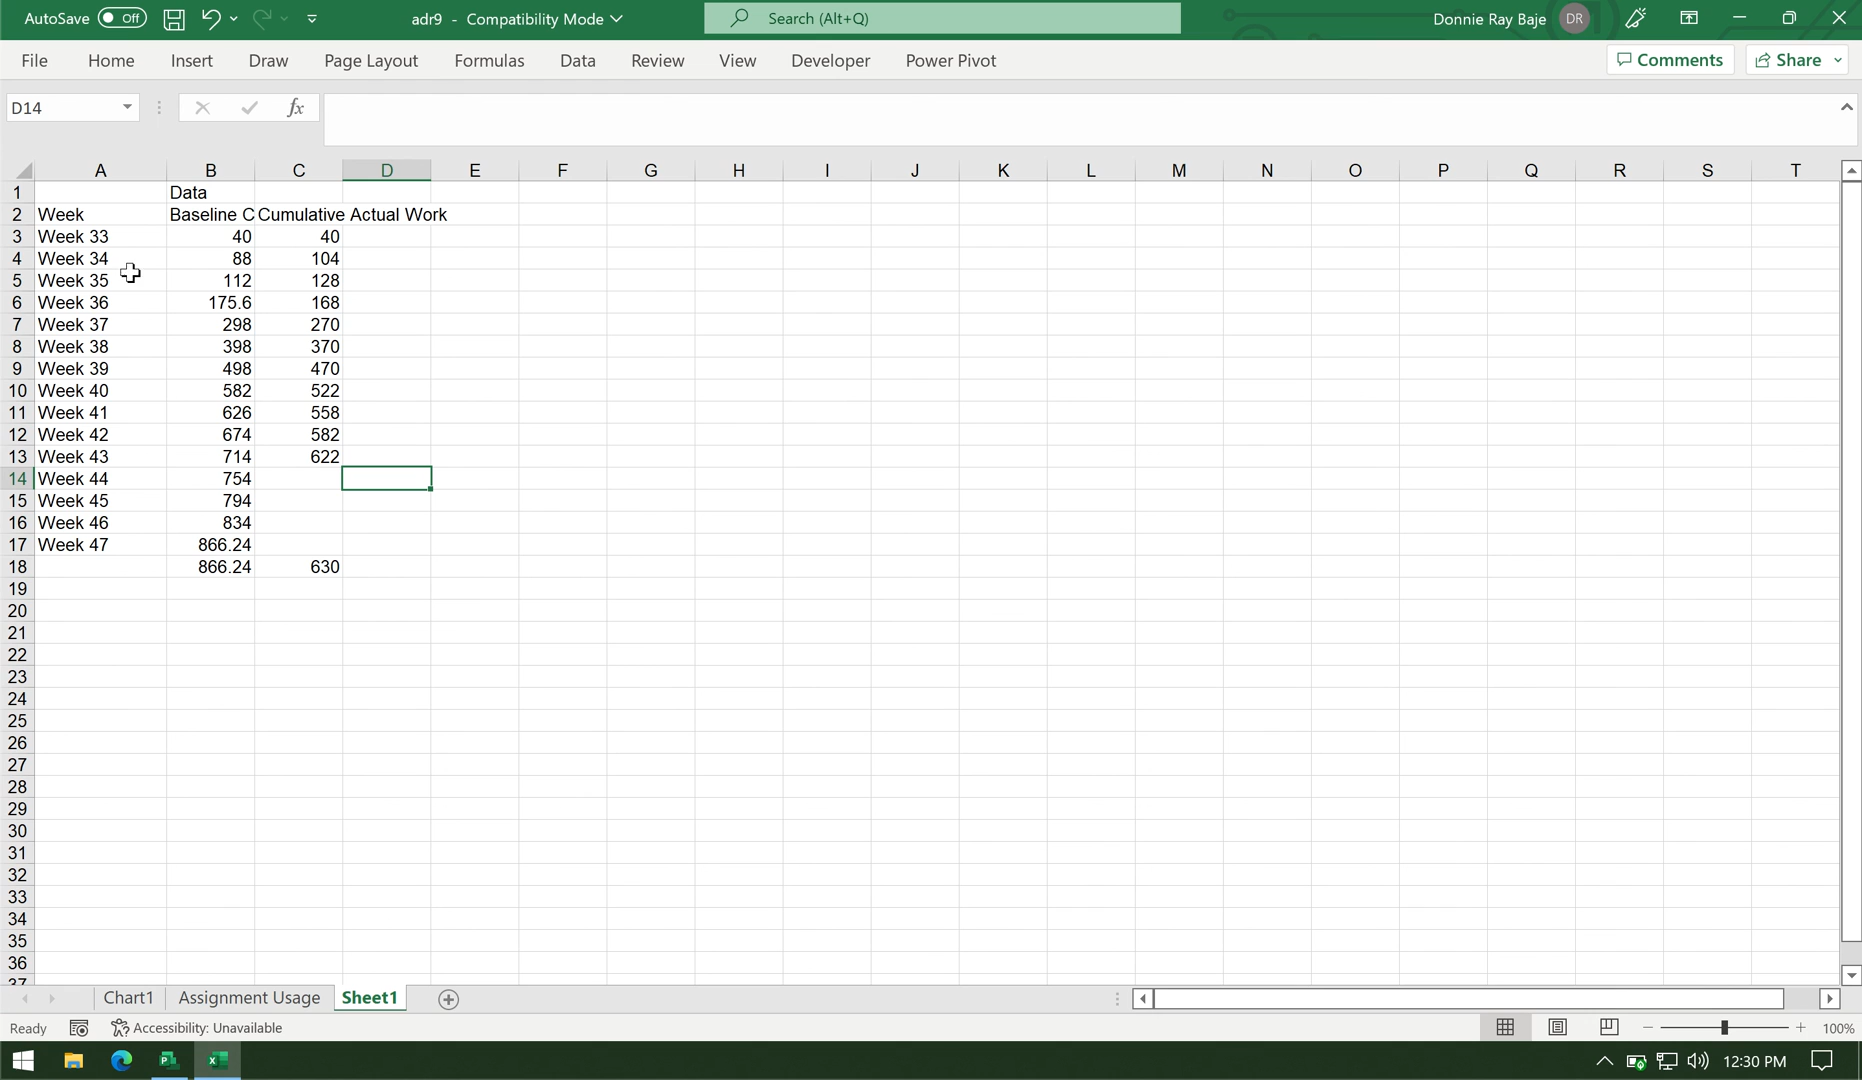 AutoSave Off adr9 - Compatibility Mode Search (Alt+Q) Donnie Ray Baje DR
File Home Insert Draw Page Layout Formulas Data Review View Developer Power Pivot Comments Share
D14 fx
A B C D E F G H I J K L M N O P Q R S T
1 Data
2 Week Baseline C Cumulative Actual Work
3 Week 33 40 40
4 Week 34 88 104
5 Week 35 112 128
6 Week 36 175.6 168
7 Week 37 298 270
8 Week 38 398 370
9 Week 39 498 470
10 Week 40 582 522
11 Week 41 626 558
12 Week 42 674 582
13 Week 43 714 622
14 Week 44 754
15 Week 45 794
16 Week 46 834
17 Week 47 866.24
18 866.24 630
19
20
21
22
23
24
25
26
27
28
29
30
31
32
33
34
35
36
37
Chart1 Assignment Usage Sheet1
Ready Accessibility: Unavailable 100%
12:30 PM